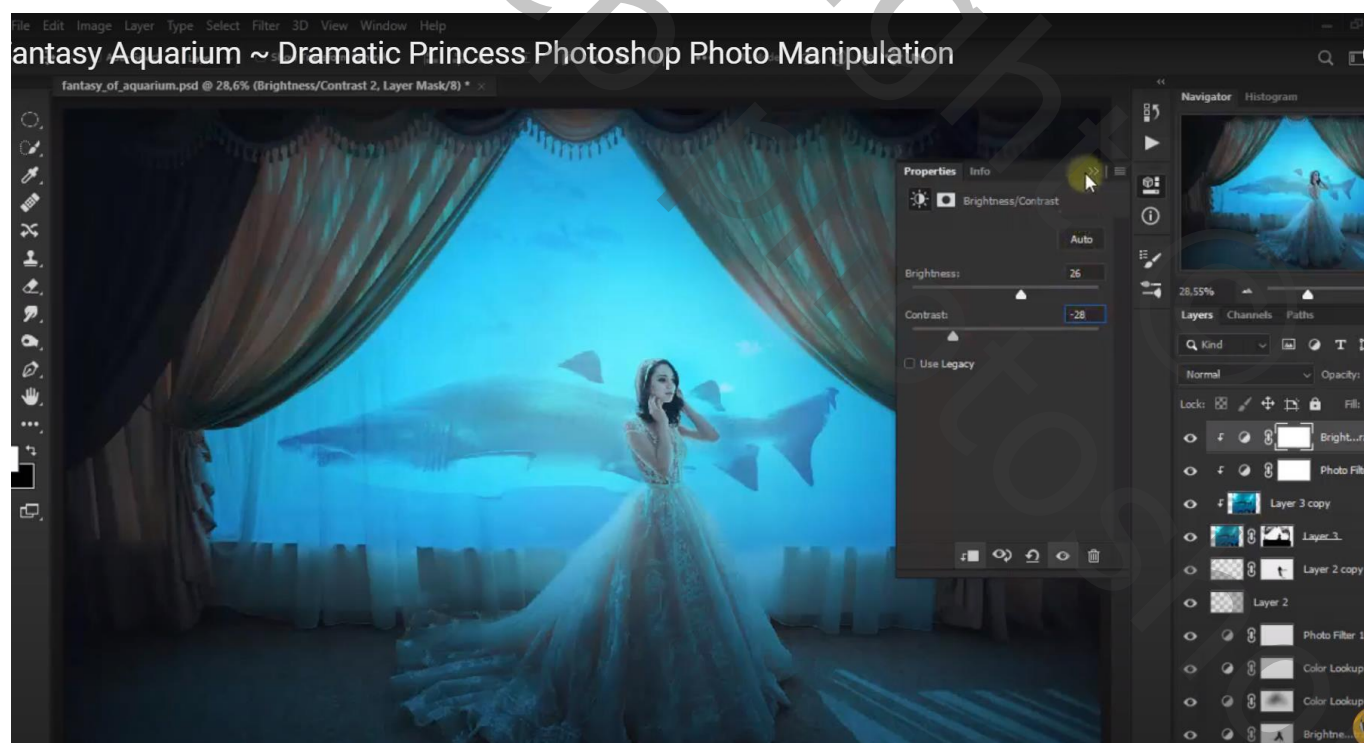 File Edit Image Layer Type Select Filter 3D View Window Help
antasy Aquarium ~ Dramatic Princess Photoshop Photo Manipulation
fantasy_of_aquarium.psd @ 28,6% (Brightness/Contrast 2, Layer Mask/8) * ×
Navigator Histogram
Properties Info
Brightness/Contrast
Auto
Brightness: 26
28,55%
Contrast: -28
Layers Channels Paths
Kind
Use Legacy
Normal Opacity:
Lock: Fill:
Bright...r
Photo Filt
Layer 3 copy
Layer 3
Layer 2 copy
Layer 2
Photo Filter 1
Color Lookup
Color Lookup
Brightne...